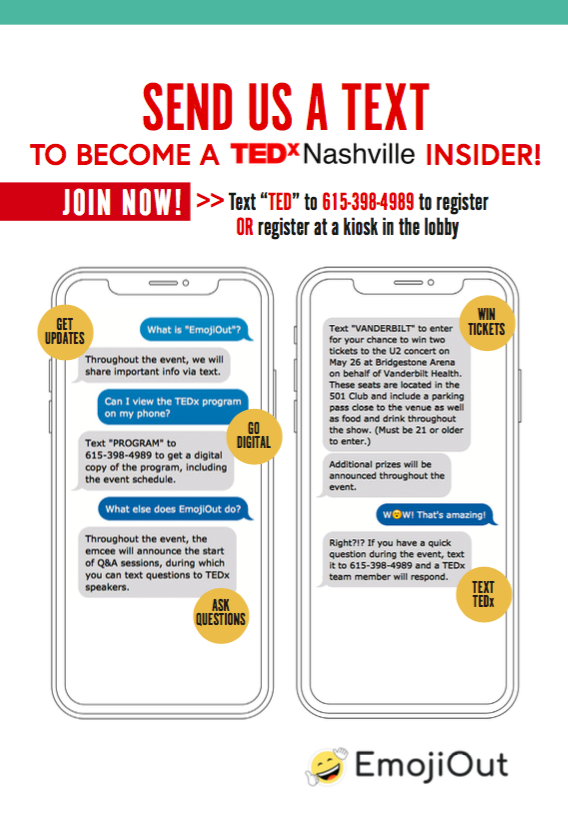 SEND US A TEXT
TO BECOME A TEDx Nashville INSIDER!
JOIN NOW! >> Text “TED” to 615-398-4989 to register
OR register at a kiosk in the lobby
GET
UPDATES
What is "EmojiOut"?
Throughout the event, we will
share important info via text.
Can I view the TEDx program
on my phone?
GO
DIGITAL
Text "PROGRAM" to
615-398-4989 to get a digital
copy of the program, including
the event schedule.
What else does EmojiOut do?
Throughout the event, the
emcee will announce the start
of Q&A sessions, during which
you can text questions to TEDx
speakers.
ASK
QUESTIONS
WIN
TICKETS
Text "VANDERBILT" to enter
for your chance to win two
tickets to the U2 concert on
May 26 at Bridgestone Arena
on behalf of Vanderbilt Health.
These seats are located in the
501 Club and include a parking
pass close to the venue as well
as food and drink throughout
the show. (Must be 21 or older
to enter.)
Additional prizes will be
announced throughout the
event.
W😮W! That's amazing!
Right?!? If you have a quick
question during the event, text
it to 615-398-4989 and a TEDx
team member will respond.
TEXT
TEDx
EmojiOut